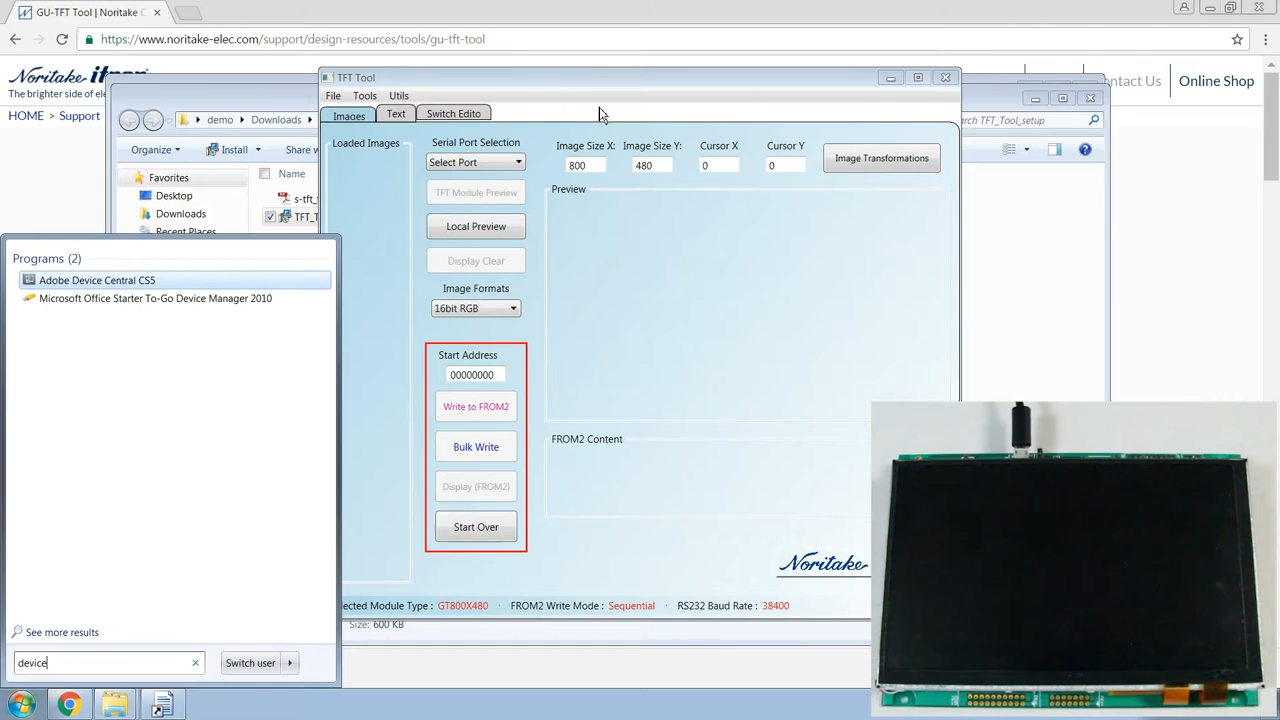 GU-TFT Tool | Noritake C
https://www.noritake-elec.com/support/design-resources/tools/gu-tft-tool
Noritake itron
The brighter side of ele
ontact Us
Online Shop
HOME
Support
demo
Downloads
arch TFT_Tool_setup
Organize
Install
Share w
Favorites
Desktop
Downloads
Recent Places
Name
s-tft_
TFT_T
TFT Tool
File Tools Utils
Images Text Switch Edito
Loaded Images
Serial Port Selection
Select Port
TFT Module Preview
Local Preview
Display Clear
Image Formats
16bit RGB
Start Address
00000000
Write to FROM2
Bulk Write
Display (FROM2)
Start Over
Image Size X: Image Size Y: Cursor X Cursor Y
800 480 0 0
Image Transformations
Preview
FROM2 Content
Noritake
ected Module Type : GT800X480 · FROM2 Write Mode : Sequential · RS232 Baud Rate : 38400
Size: 600 KB
Programs (2)
Adobe Device Central CS5
Microsoft Office Starter To-Go Device Manager 2010
See more results
device
Switch user